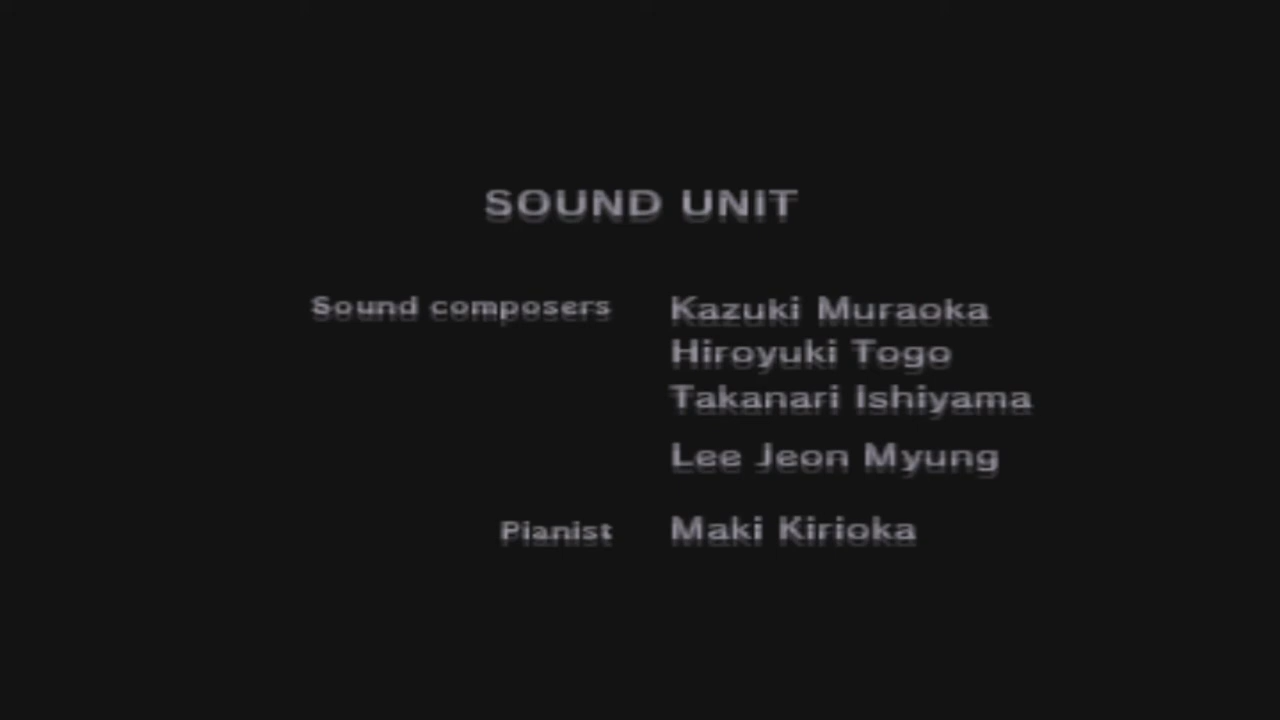 SOUND UNIT
Sound composers Kazuki Muraoka
Hiroyuki Togo
Takanari Ishiyama
Lee Jeon Myung
Pianist Maki Kirioka